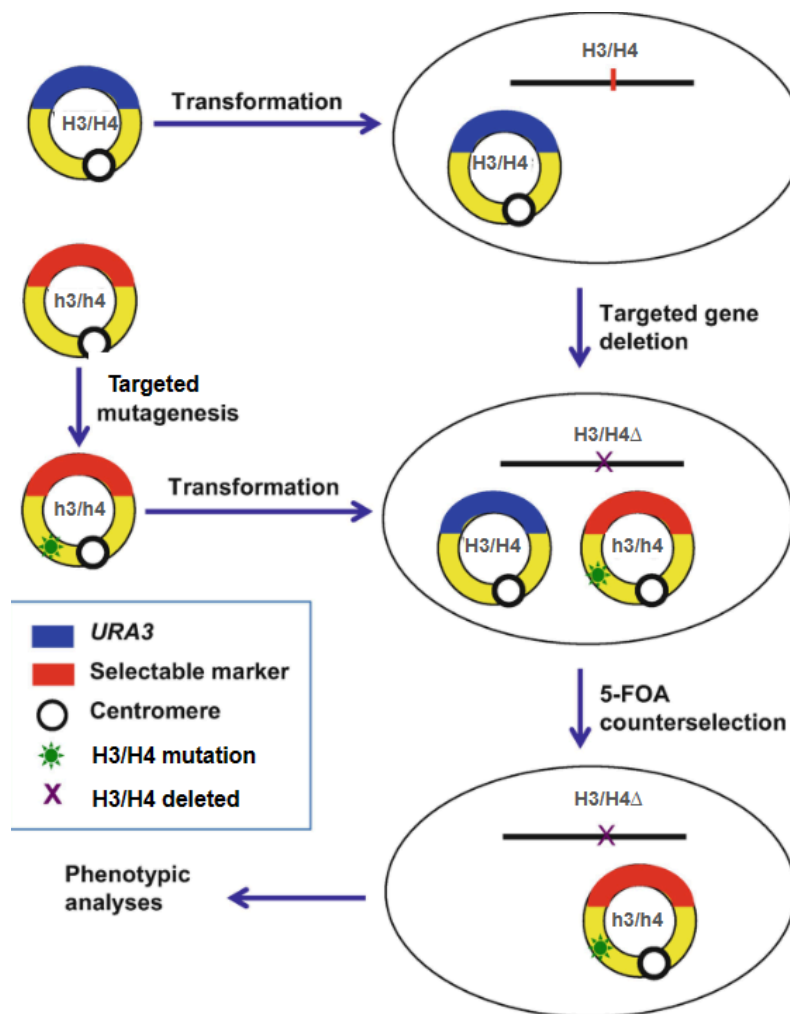 H3/H4
Transformation
H3/H4
H3/H4
h3/h4
Targeted gene
deletion
Targeted
mutagenesis
H3/H4Δ
h3/h4
Transformation
H3/H4
h3/h4
URA3
Selectable marker
Centromere
H3/H4 mutation
X H3/H4 deleted
5-FOA
counterselection
H3/H4Δ
Phenotypic
analyses
h3/h4